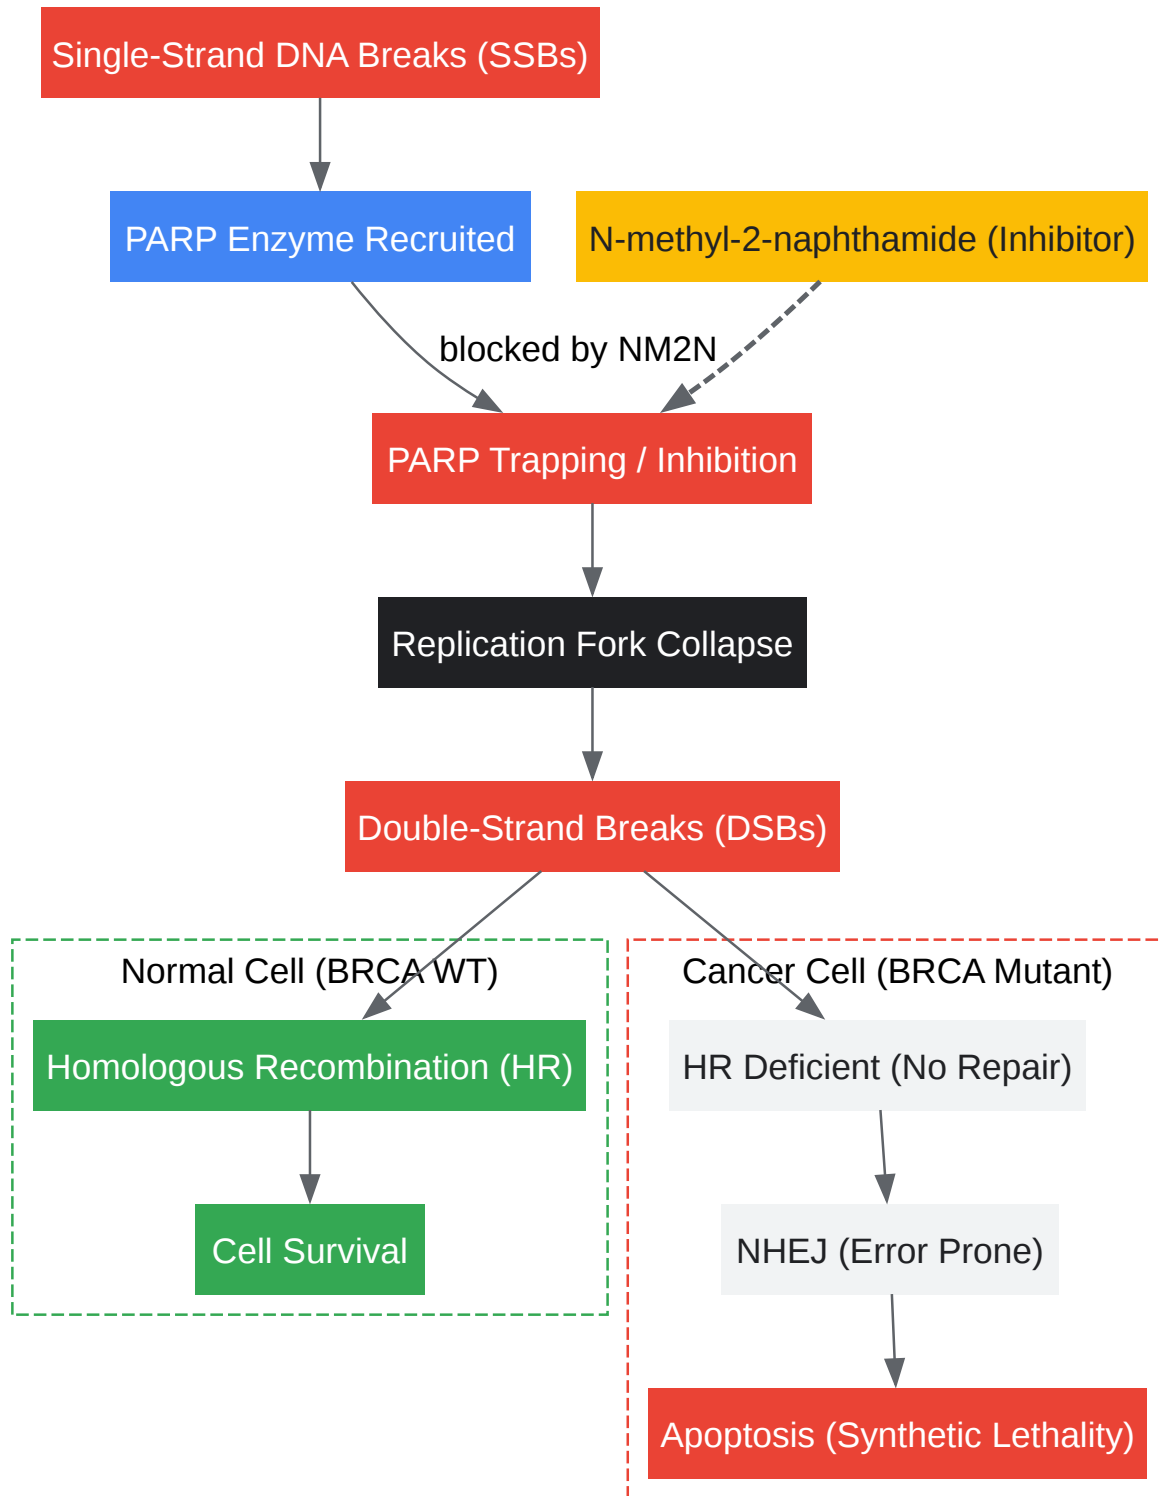 Single-Strand DNA Breaks (SSBs)
PARP Enzyme Recruited
N-methyl-2-naphthamide (Inhibitor)
blocked by NM2N
PARP Trapping / Inhibition
Replication Fork Collapse
Double-Strand Breaks (DSBs)
Normal Cell (BRCA WT)
Homologous Recombination (HR)
Cell Survival
Cancer Cell (BRCA Mutant)
HR Deficient (No Repair)
NHEJ (Error Prone)
Apoptosis (Synthetic Lethality)